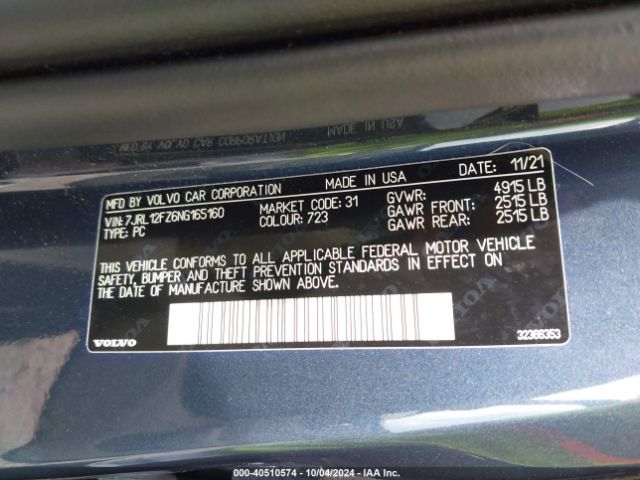 MFD BY VOLVO CAR CORPORATION MADE IN USA DATE: 11/21
VIN: 7JRL12FZ6NG165160 MARKET CODE: 31 GVWR: 4915 LB
TYPE: PC COLOUR: 723 GAWR FRONT: 2515 LB
GAWR REAR: 2515 LB
THIS VEHICLE CONFORMS TO ALL APPLICABLE FEDERAL MOTOR VEHICLE
SAFETY, BUMPER AND THEFT PREVENTION STANDARDS IN EFFECT ON
THE DATE OF MANUFACTURE SHOWN ABOVE.
VOLVO 32366353
000-40510574 - 10/04/2024 - IAA Inc.